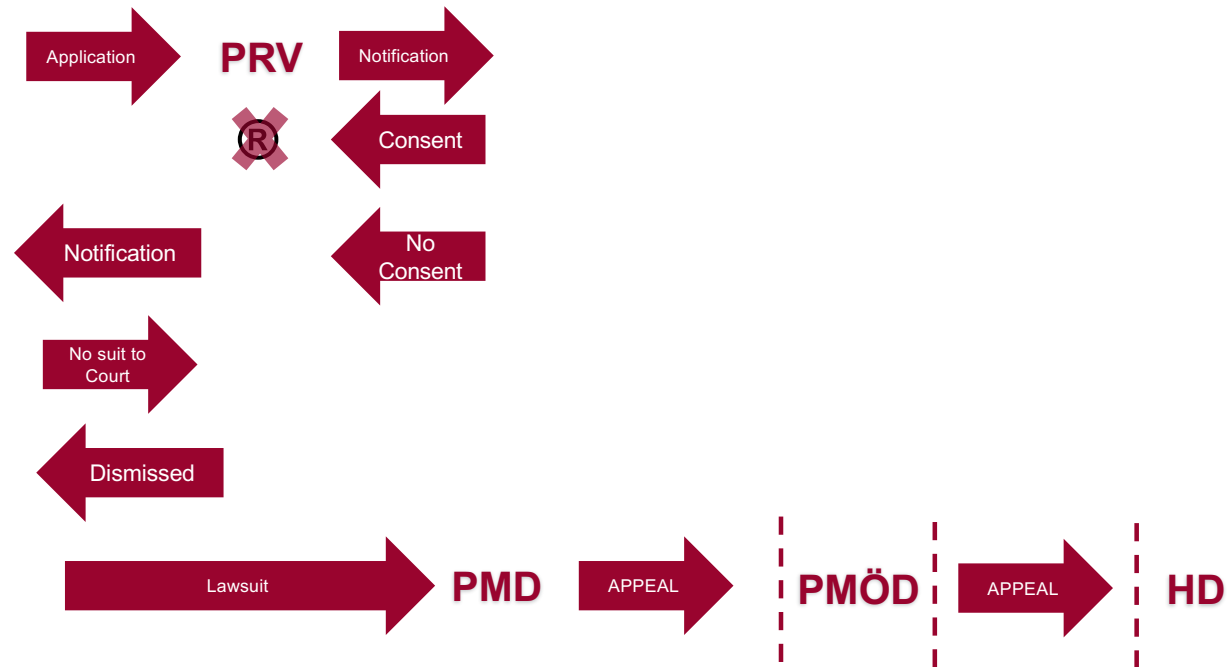 Application
PRV
Notification
R
Consent
Notification
No
Consent
No suit to
Court
Dismissed
Lawsuit
PMD
APPEAL
PMÖD
APPEAL
HD